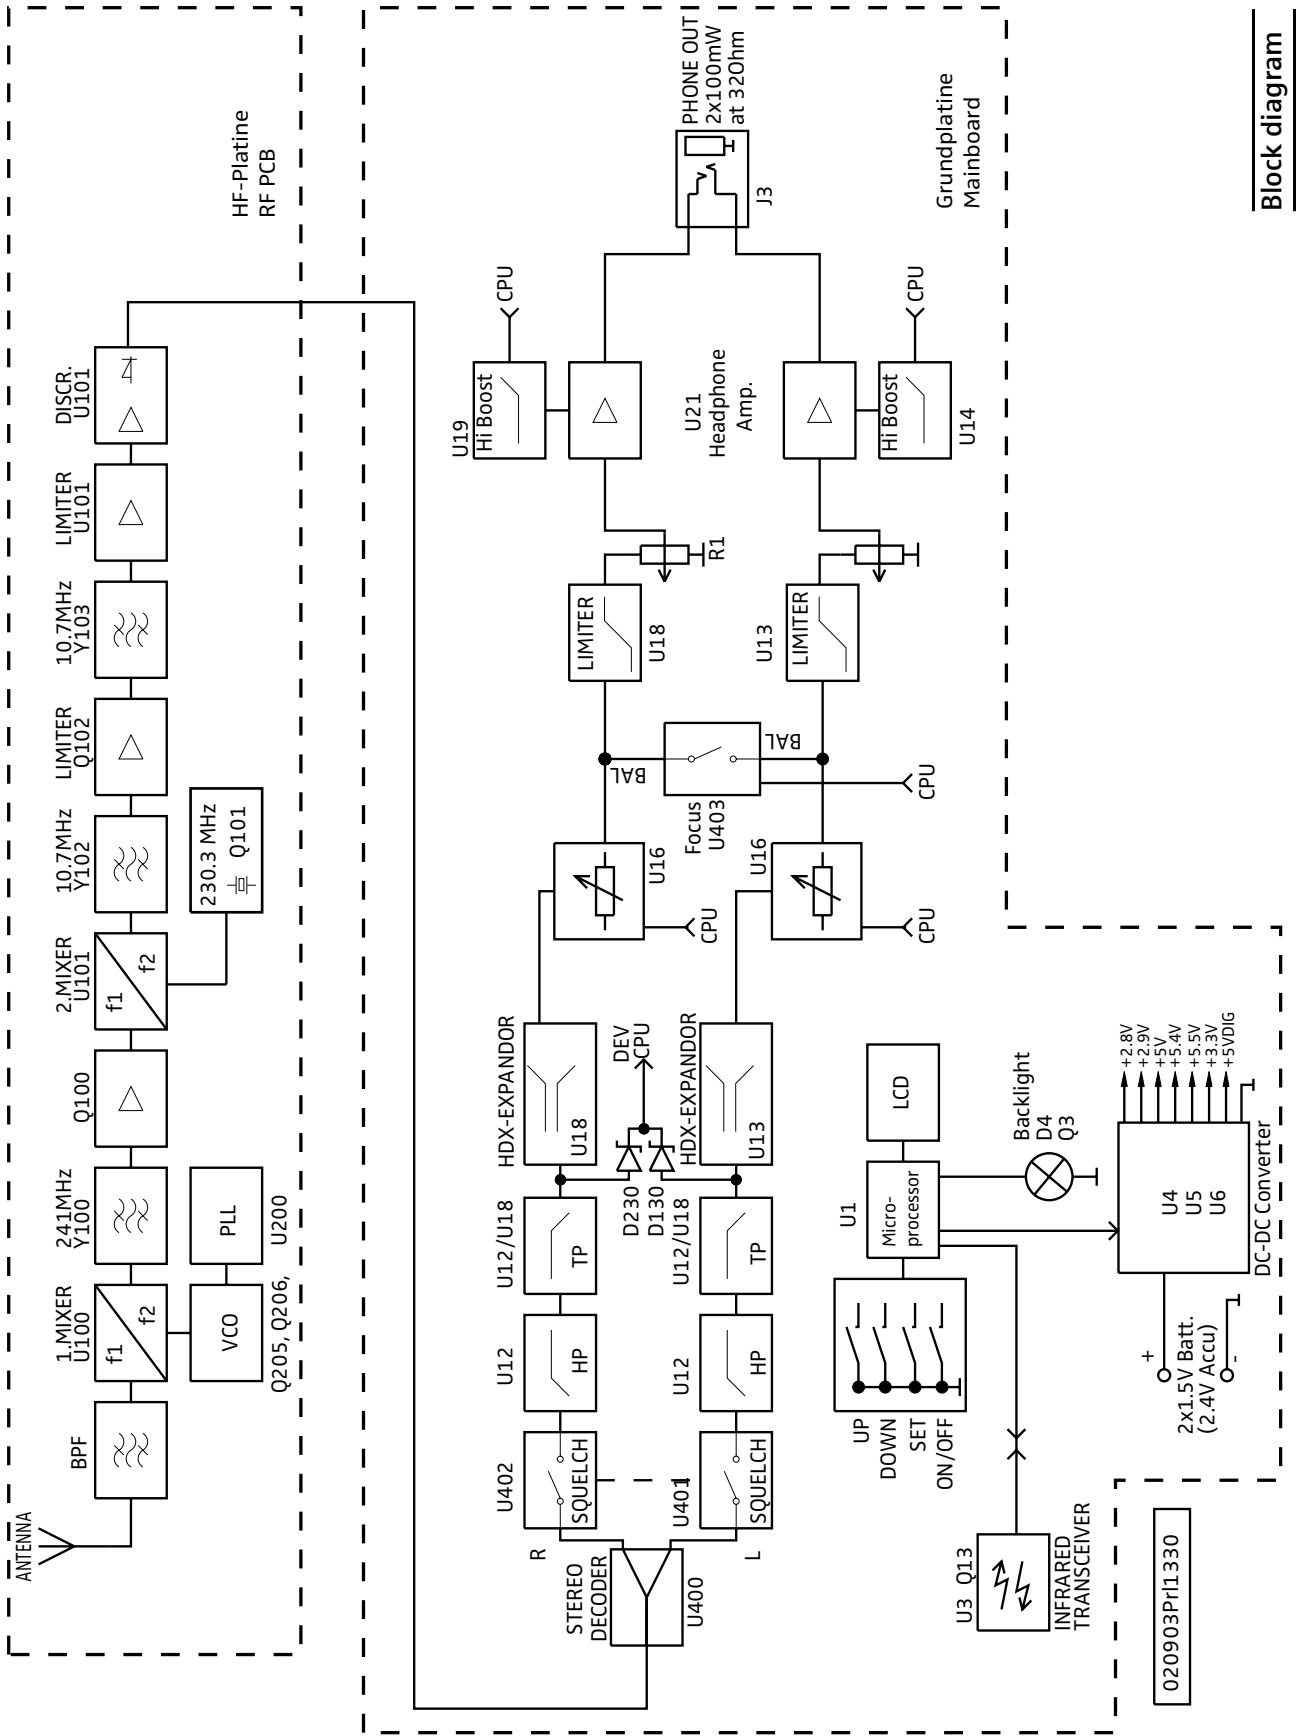 ANTENNA
BPF
1.MIXER
U100
f1
f2
VCO
Q205, Q206,
PLL
U200
241MHz
Y100
Q100
2.MIXER
U101
f1
f2
230.3 MHz
Q101
10.7MHz
Y102
LIMITER
Q102
10.7MHz
Y103
LIMITER
U101
DISCR.
U101
HF-Platine
RF PCB
STEREO
DECODER
U400
R
L
U402
SQUELCH
U401
SQUELCH
U12
HP
U12
HP
U12/U18
TP
U12/U18
TP
D230
D130
DEV
CPU
HDX-EXPANDOR
U18
HDX-EXPANDOR
U13
U16
CPU
U16
CPU
BAL
BAL
Focus
U403
CPU
LIMITER
U18
U13
LIMITER
R1
U19
Hi Boost
CPU
U21
Headphone
Amp.
Hi Boost
U14
CPU
PHONE OUT
2x100mW
at 32Ohm
J3
Grundplatine
Mainboard
UP
DOWN
SET
ON/OFF
U1
Micro-
processor
LCD
Backlight
D4
Q3
U3 Q13
INFRARED
TRANSCEIVER
+
2x1.5V Batt.
(2.4V Accu)
-
U4
U5
U6
DC-DC Converter
+2.8V
+2.9V
+5V
+5.4V
+5.5V
+3.3V
+5VDIG
020903Prl1330
Block diagram